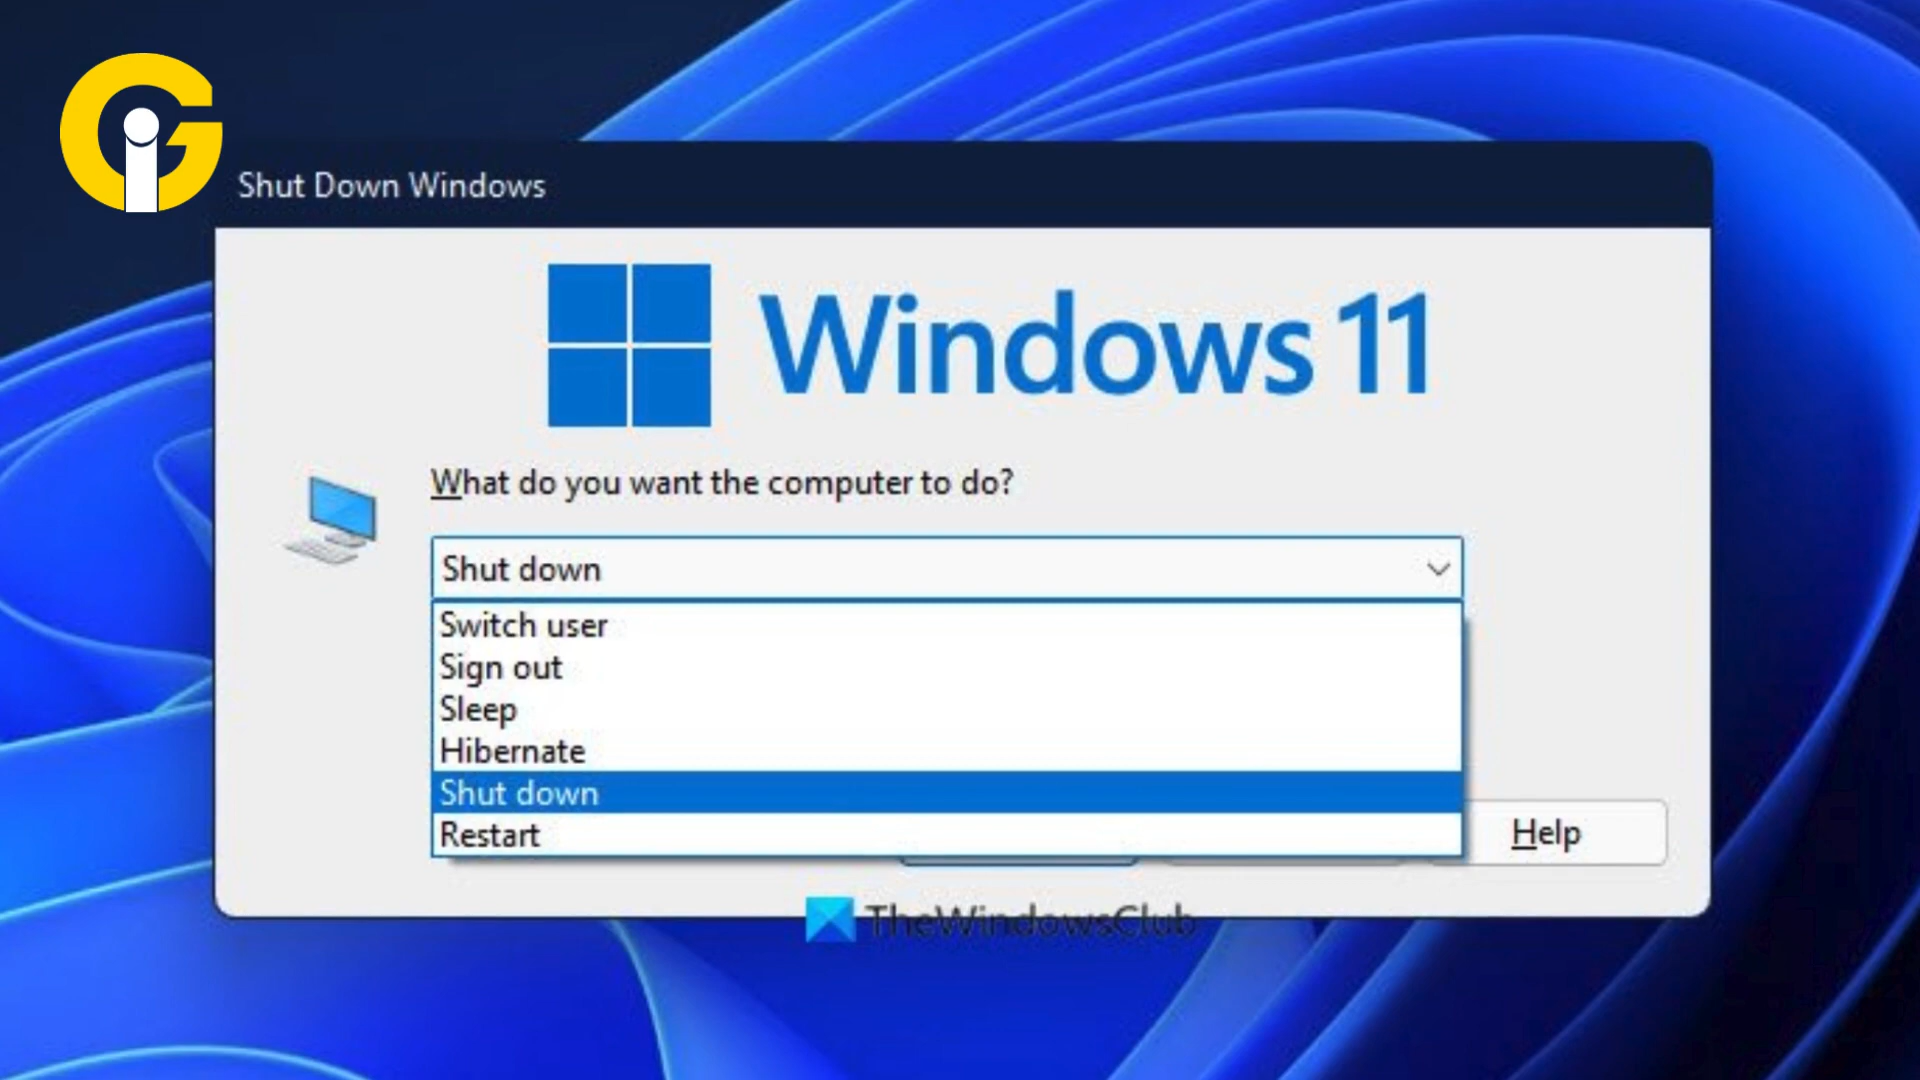 Shut Down Windows
Windows 11
What do you want the computer to do?
Shut down
Switch user
Sign out
Sleep
Hibernate
Shut down
Restart
Help
TheWindowsClub